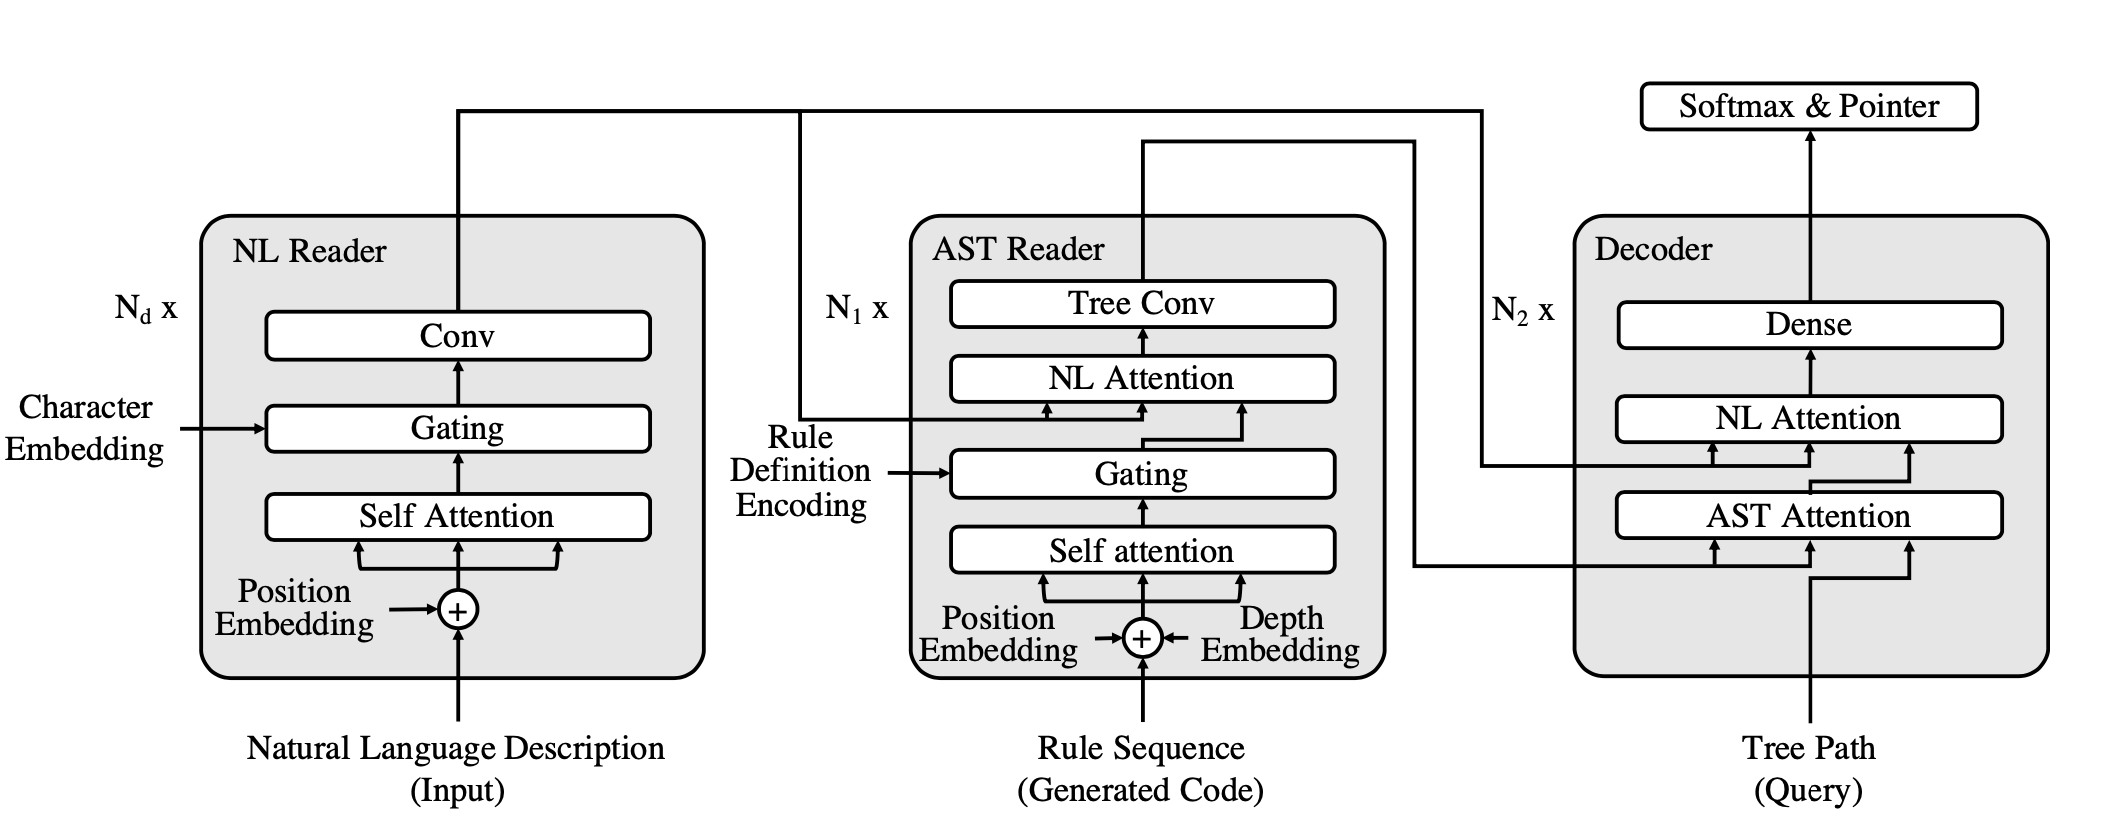 Softmax & Pointer
NL Reader
N_d x
Conv
Character
Embedding
Gating
Self Attention
Position
Embedding
+
Natural Language Description
(Input)
AST Reader
N_1 x
Tree Conv
NL Attention
Rule
Definition
Encoding
Gating
Self attention
Position
Embedding
+
Depth
Embedding
Rule Sequence
(Generated Code)
Decoder
N_2 x
Dense
NL Attention
AST Attention
Tree Path
(Query)